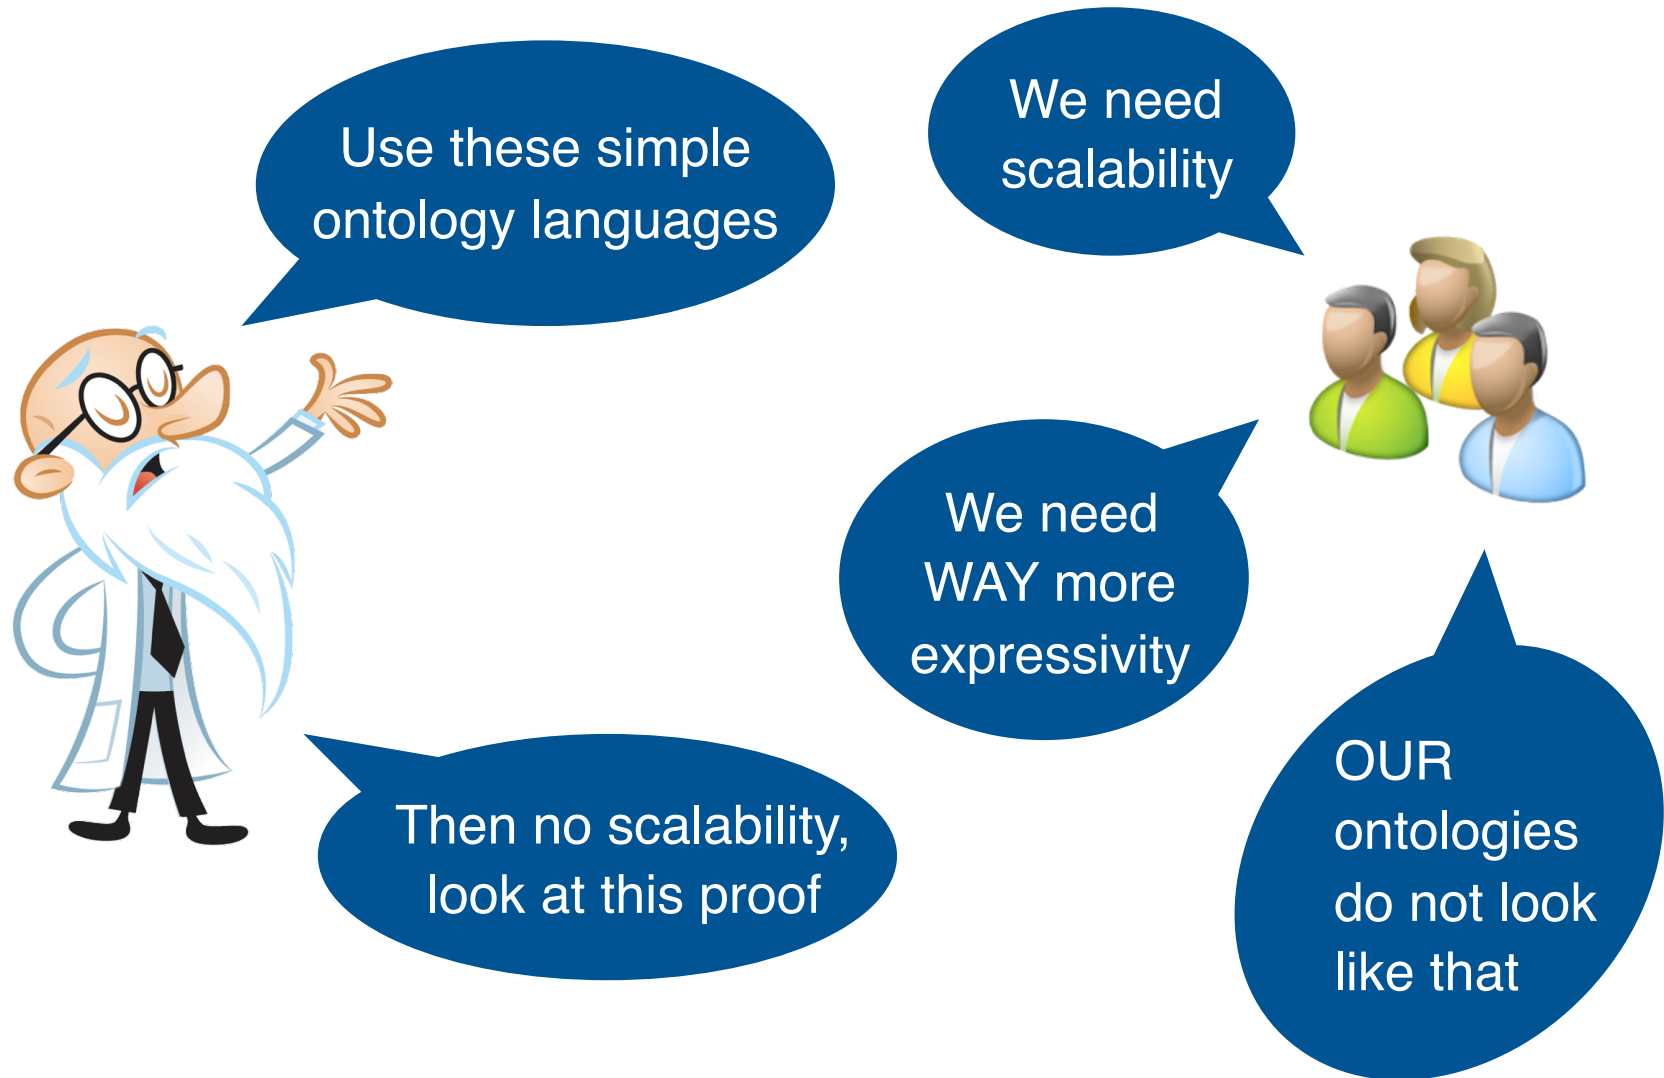 We need
scalability
Use these simple
ontology languages
We need
WAY more
expressivity
Then no scalability,
look at this proof
OUR
ontologies
do not look
like that